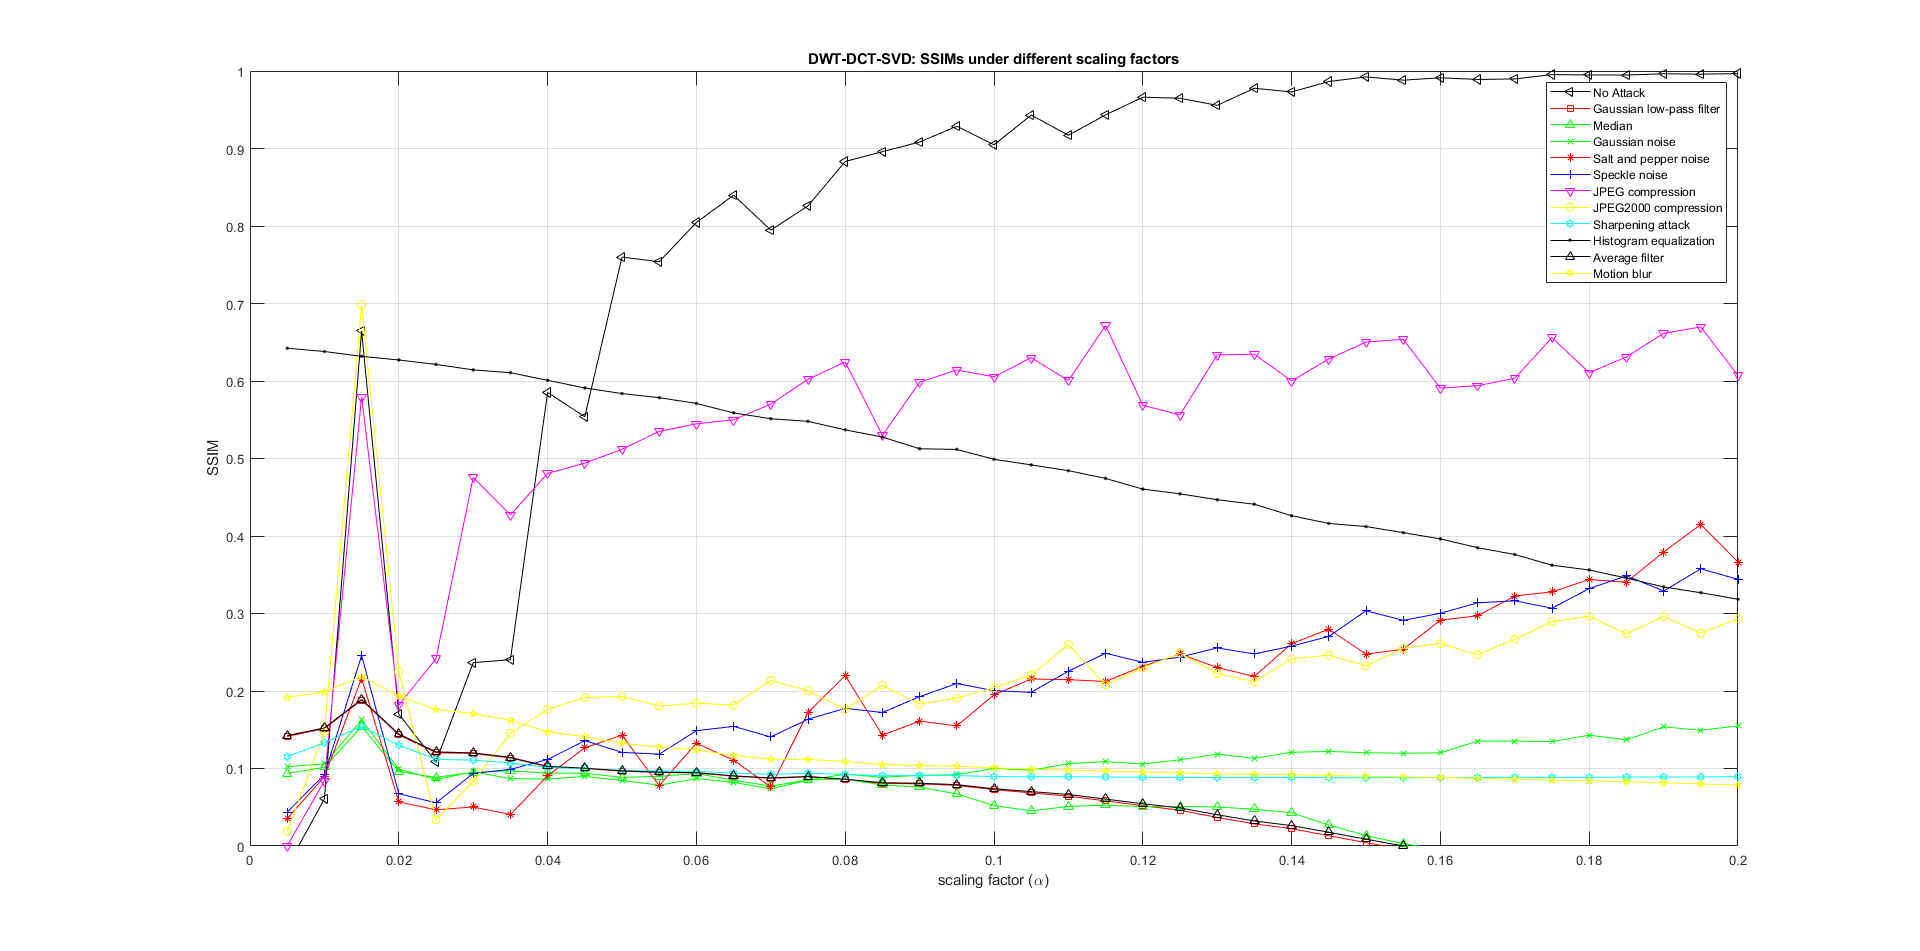 DWT-DCT-SVD: SSIMs under different scaling factors
1
0.9
0.8
0.7
0.6
0.5
0.4
0.3
0.2
0.1
0
SSIM
0
0.02
0.04
0.06
0.08
0.1
0.12
0.14
0.16
0.18
0.2
scaling factor (α)
No Attack
Gaussian low-pass filter
Median
Gaussian noise
Salt and pepper noise
Speckle noise
JPEG compression
JPEG2000 compression
Sharpening attack
Histogram equalization
Average filter
Motion blur